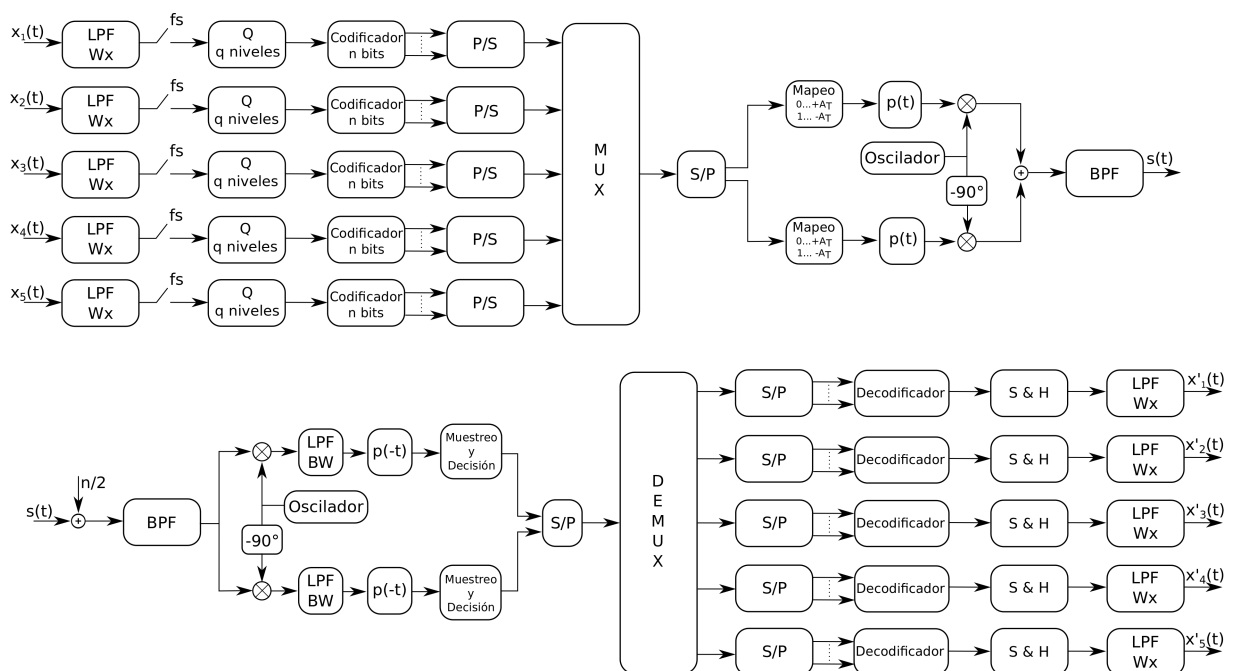 x1(t)
LPF
Wx
fs
Q
q niveles
Codificador
n bits
P/S
x2(t)
LPF
Wx
fs
Q
q niveles
Codificador
n bits
P/S
x3(t)
LPF
Wx
fs
Q
q niveles
Codificador
n bits
P/S
x4(t)
LPF
Wx
fs
Q
q niveles
Codificador
n bits
P/S
x5(t)
LPF
Wx
fs
Q
q niveles
Codificador
n bits
P/S
M
U
X
S/P
Mapeo
0...+AT
1... -AT
p(t)
Oscilador
-90°
Mapeo
0...+AT
1... -AT
p(t)
+
BPF
s(t)
s(t)
n/2
+
BPF
LPF
BW
p(-t)
Muestreo
y
Decisión
Oscilador
-90°
LPF
BW
p(-t)
Muestreo
y
Decisión
S/P
D
E
M
U
X
S/P
Decodificador
S & H
LPF
Wx
x'1(t)
S/P
Decodificador
S & H
LPF
Wx
x'2(t)
S/P
Decodificador
S & H
LPF
Wx
x'3(t)
S/P
Decodificador
S & H
LPF
Wx
x'4(t)
S/P
Decodificador
S & H
LPF
Wx
x'5(t)